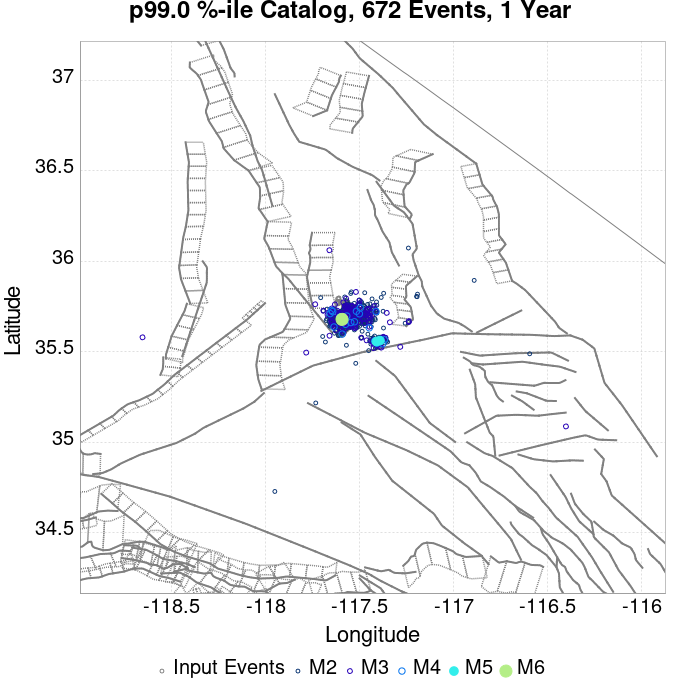 p99.0 %-ile Catalog, 672 Events, 1 Year
37
36.5
36
35.5
35
34.5
Latitude
-118.5 -118 -117.5 -117 -116.5 -116
Longitude
Input Events M2 M3 M4 M5 M6